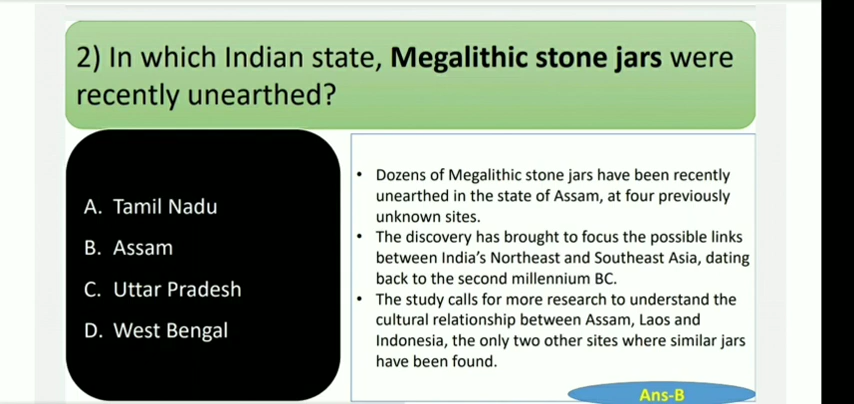 2) In which Indian state, Megalithic stone jars were
recently unearthed?
A. Tamil Nadu
B. Assam
C. Uttar Pradesh
D. West Bengal
• Dozens of Megalithic stone jars have been recently
unearthed in the state of Assam, at four previously
unknown sites.
• The discovery has brought to focus the possible links
between India's Northeast and Southeast Asia, dating
back to the second millennium BC.
• The study calls for more research to understand the
cultural relationship between Assam, Laos and
Indonesia, the only two other sites where similar jars
have been found.
Ans-B